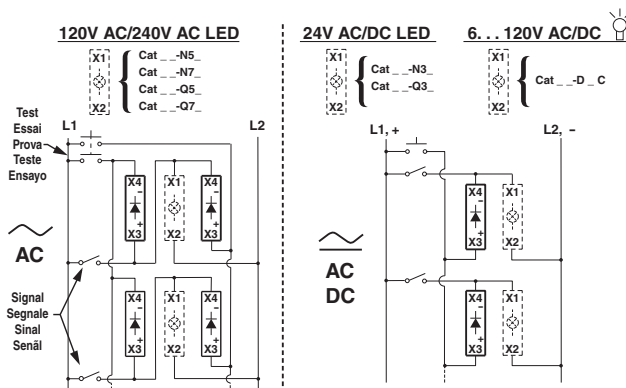 120V AC/240V AC LED
X1
X2
Cat _ _-N5_
Cat _ _-N7_
Cat _ _-Q5_
Cat _ _-Q7_
24V AC/DC LED
X1
X2
Cat _ _-N3_
Cat _ _-Q3_
6. . . 120V AC/DC
X1
X2
Cat _ _-D _ C
Test
Essai
Prova
Teste
Ensayo
L1
L2
X4
–
+
X3
X1
X2
X4
–
+
X3
AC
Signal
Segnale
Sinal
Senãl
X4
–
+
X3
X1
X2
X4
–
+
X3
L1, +
L2, –
X4
–
+
X3
X1
X2
AC
DC
X4
–
+
X3
X1
X2